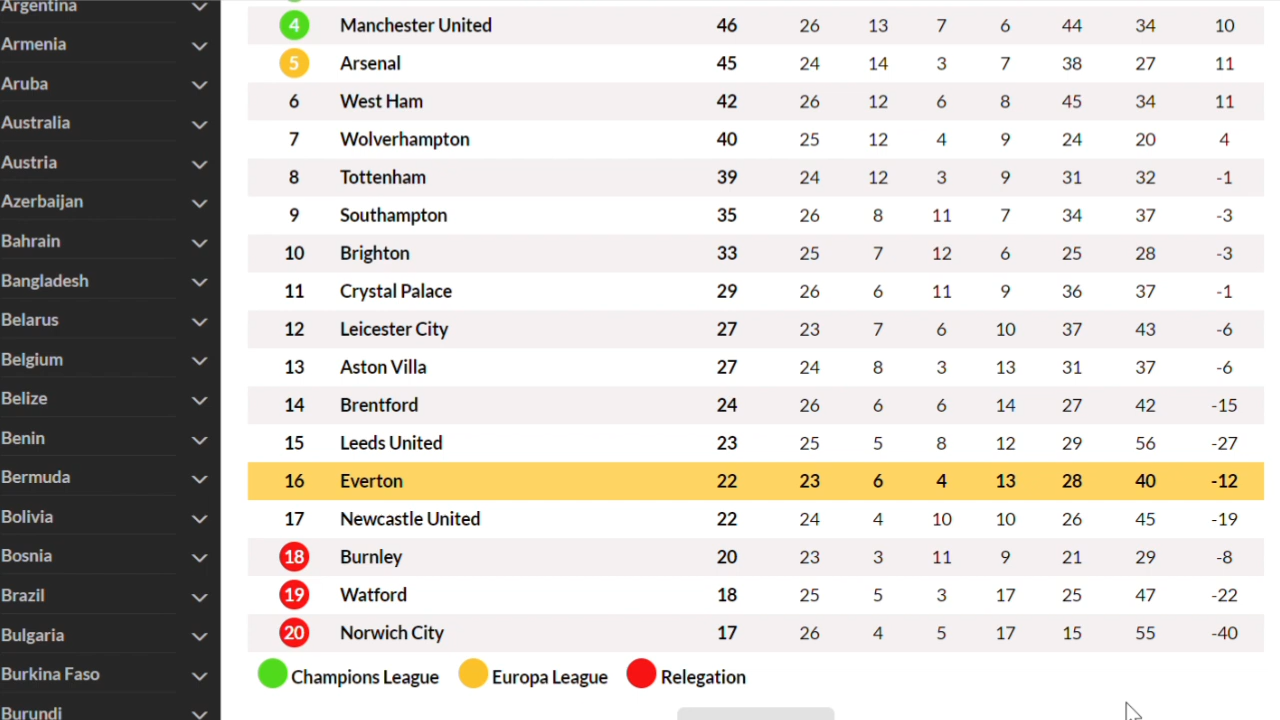 Argentina
Armenia
Aruba
Australia
Austria
Azerbaijan
Bahrain
Bangladesh
Belarus
Belgium
Belize
Benin
Bermuda
Bolivia
Bosnia
Brazil
Bulgaria
Burkina Faso
Burundi
4 Manchester United 46 26 13 7 6 44 34 10
5 Arsenal 45 24 14 3 7 38 27 11
6 West Ham 42 26 12 6 8 45 34 11
7 Wolverhampton 40 25 12 4 9 24 20 4
8 Tottenham 39 24 12 3 9 31 32 -1
9 Southampton 35 26 8 11 7 34 37 -3
10 Brighton 33 25 7 12 6 25 28 -3
11 Crystal Palace 29 26 6 11 9 36 37 -1
12 Leicester City 27 23 7 6 10 37 43 -6
13 Aston Villa 27 24 8 3 13 31 37 -6
14 Brentford 24 26 6 6 14 27 42 -15
15 Leeds United 23 25 5 8 12 29 56 -27
16 Everton 22 23 6 4 13 28 40 -12
17 Newcastle United 22 24 4 10 10 26 45 -19
18 Burnley 20 23 3 11 9 21 29 -8
19 Watford 18 25 5 3 17 25 47 -22
20 Norwich City 17 26 4 5 17 15 55 -40
Champions League Europa League Relegation